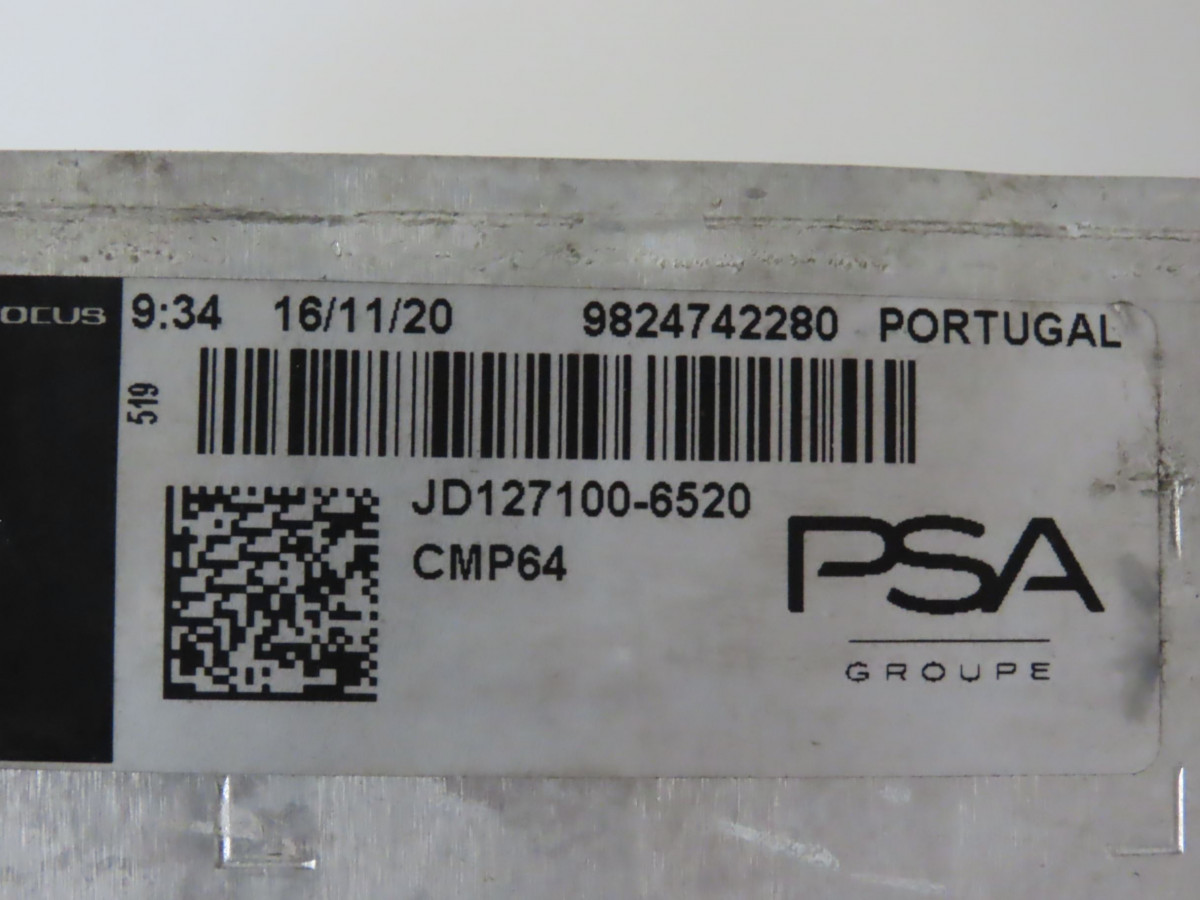 9:34 16/11/20 9824742280 PORTUGAL
519
JD127100-6520
CMP64
PSA
GROUPE